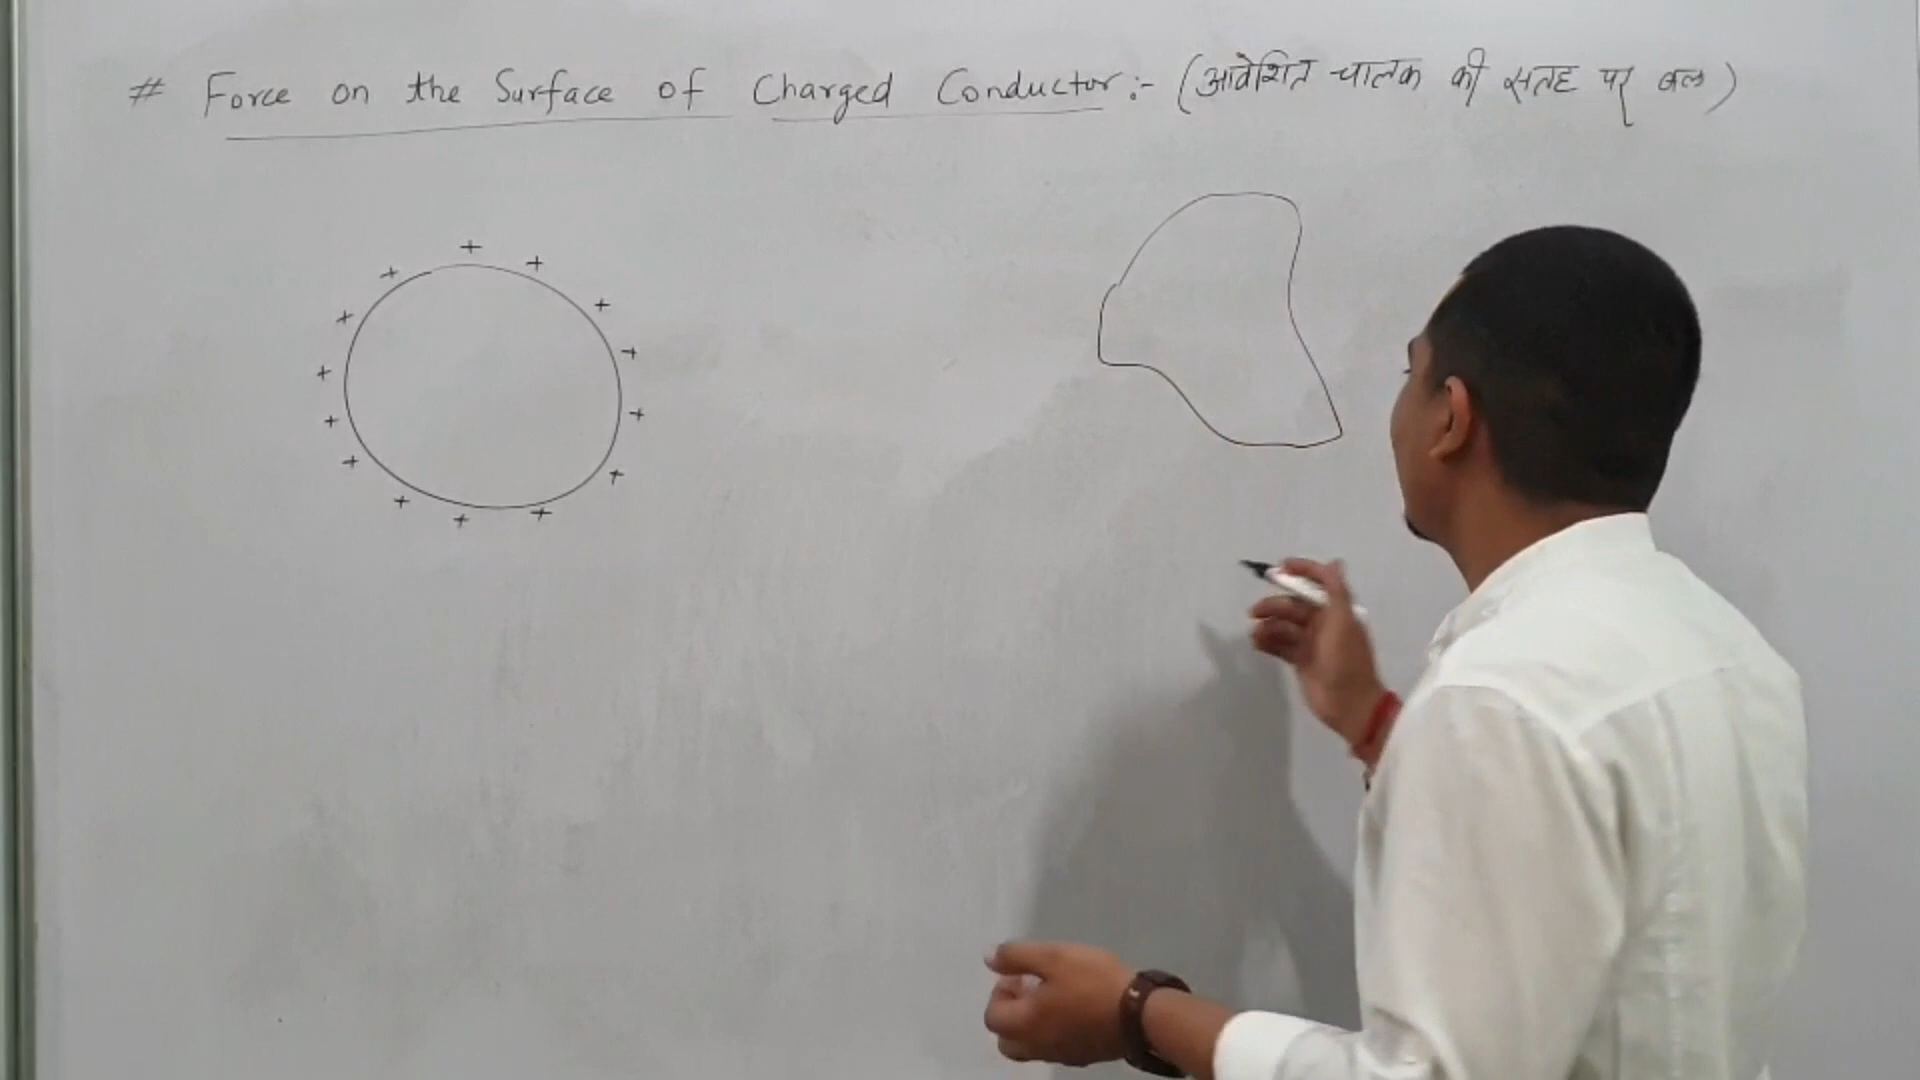 # Force on the Surface of Charged Conductor:- (आवेशित चालक की सतह पर बल)
+ + + + + + + + + + + + + + +